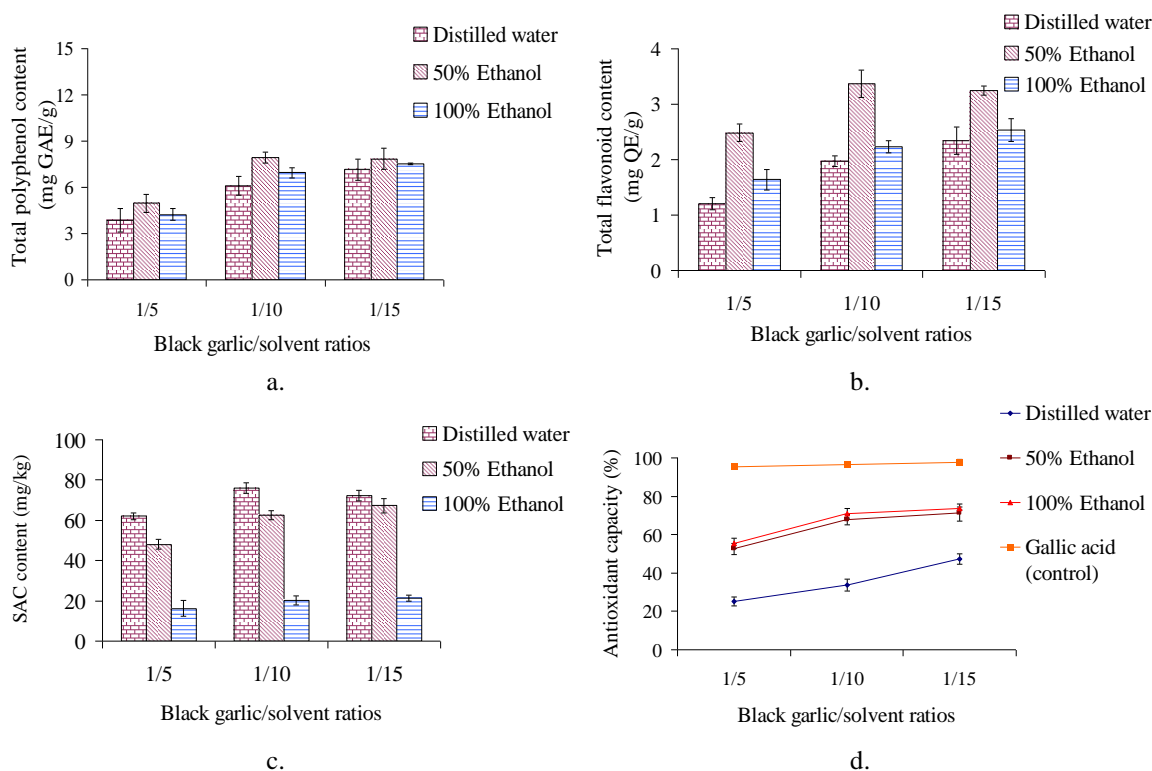 Total polyphenol content
(mg GAE/g)
15
12
9
6
3
0
1/5 1/10 1/15
Black garlic/solvent ratios
Distilled water
50% Ethanol
100% Ethanol
a.
Total flavonoid content
(mg QE/g)
4
3
2
1
0
1/5 1/10 1/15
Black garlic/solvent ratios
Distilled water
50% Ethanol
100% Ethanol
b.
SAC content (mg/kg)
100
80
60
40
20
0
1/5 1/10 1/15
Black garlic/solvent ratios
Distilled water
50% Ethanol
100% Ethanol
c.
Antioxidant capacity (%)
100
80
60
40
20
0
1/5 1/10 1/15
Black garlic/solvent ratios
Distilled water
50% Ethanol
100% Ethanol
Gallic acid
(control)
d.